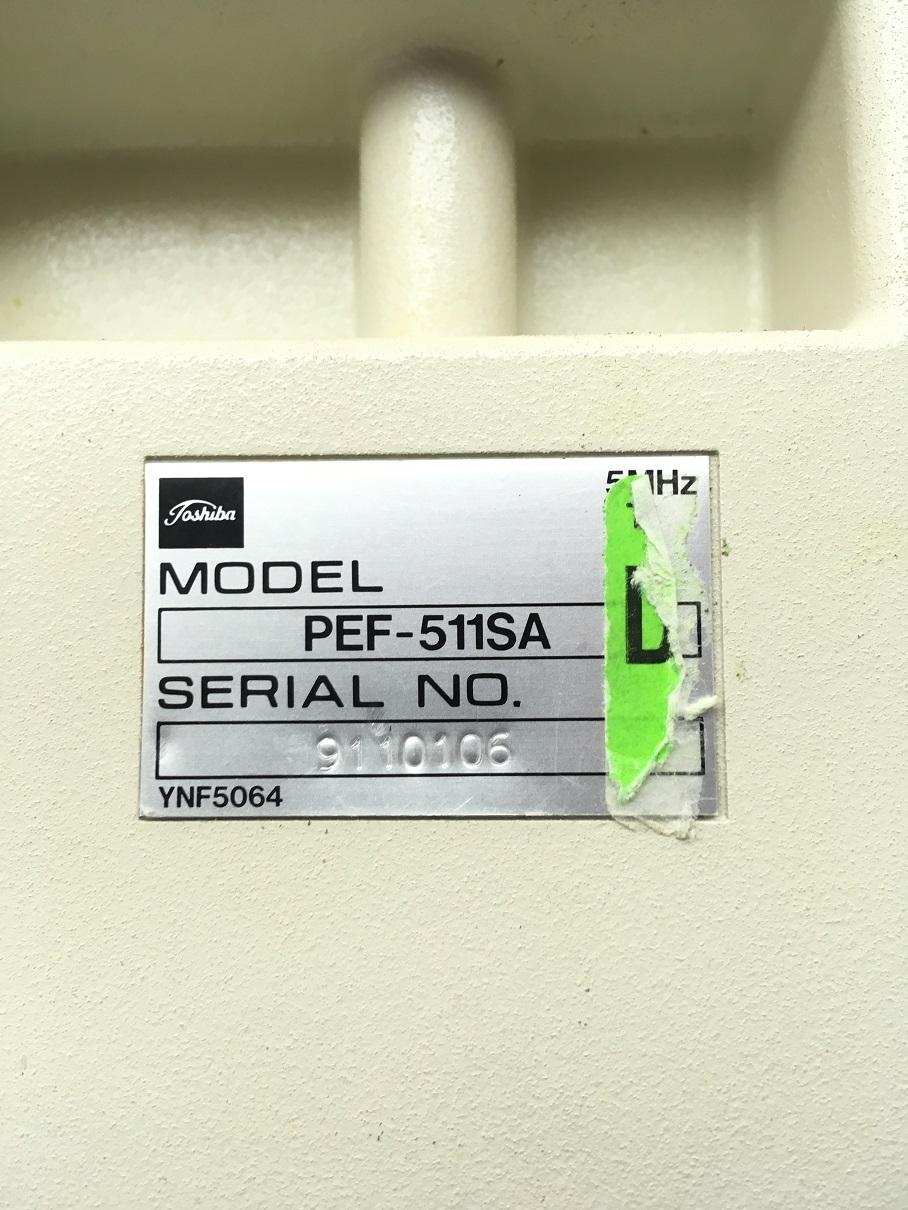 5MHz
Toshiba
MODEL
PEF-511SA
SERIAL NO.
9110106
YNF5064